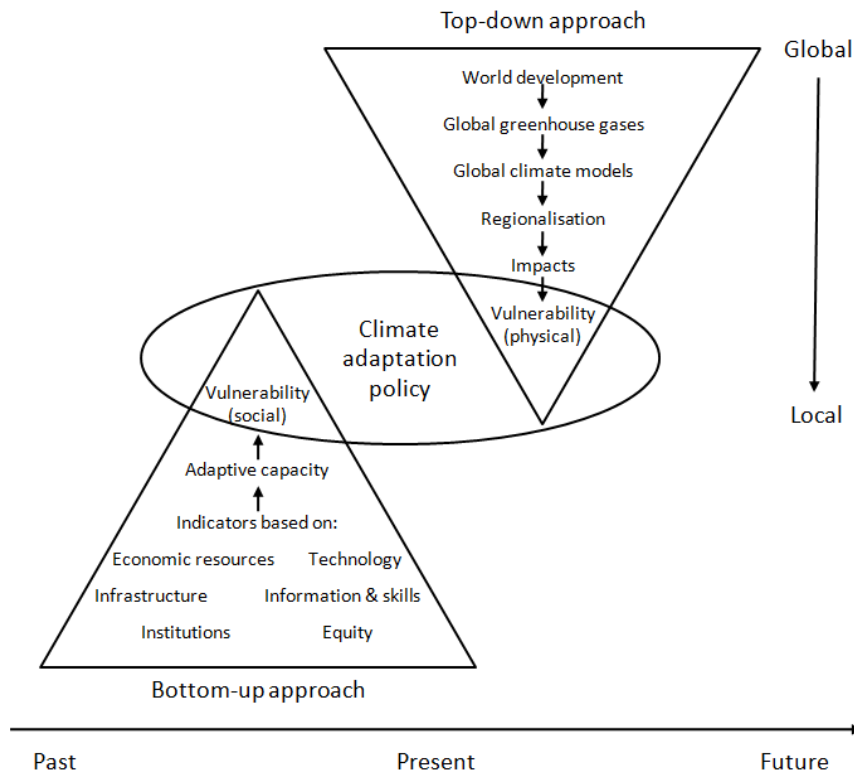 Top-down approach
Global
World development
Global greenhouse gases
Global climate models
Regionalisation
Impacts
Vulnerability
(physical)
Climate
adaptation
policy
Local
Vulnerability
(social)
Adaptive capacity
Indicators based on:
Economic resources
Technology
Infrastructure
Information & skills
Institutions
Equity
Bottom-up approach
Past
Present
Future